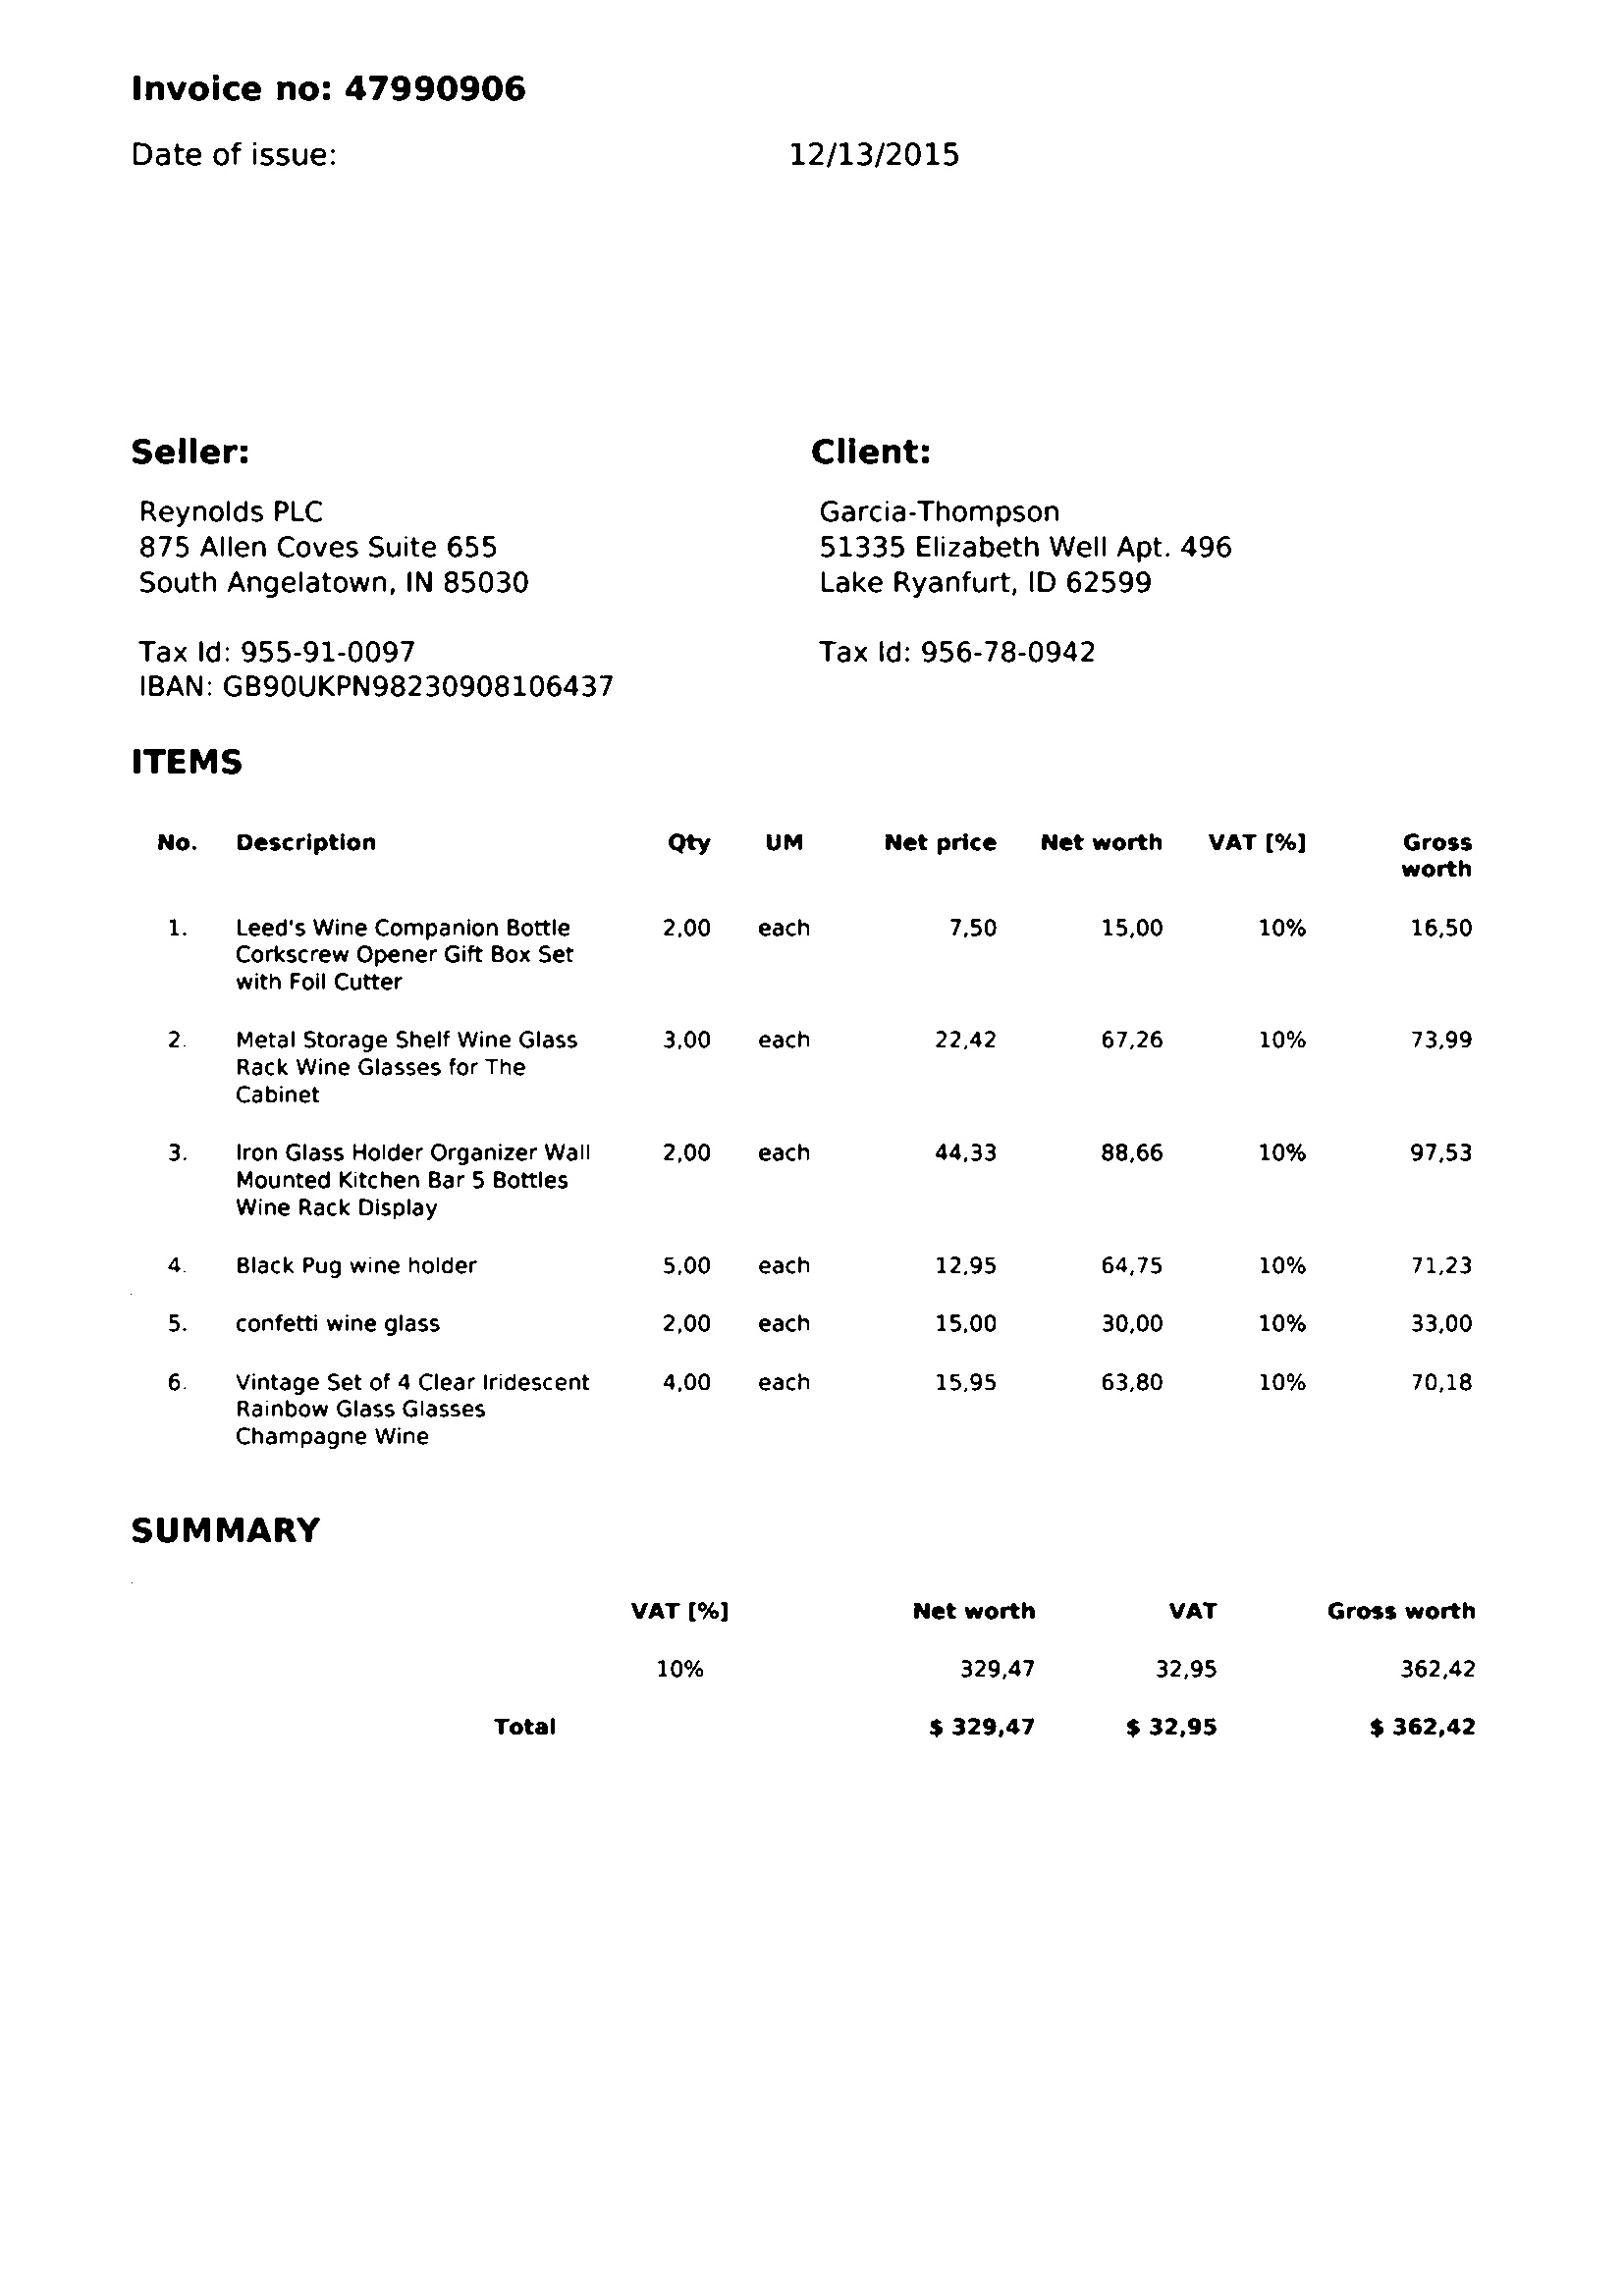 Invoice no: 47990906
Date of issue: 12/13/2015
Seller: Client:
Reynolds PLC Garcia-Thompson
875 Allen Coves Suite 655 51335 Elizabeth Well Apt. 496
South Angelatown, IN 85030 Lake Ryanfurt, ID 62599
Tax Id: 955-91-0097 Tax Id: 956-78-0942
IBAN: GB90UKPN98230908106437
ITEMS
No. Description Qty UM Net price Net worth VAT [%] Gross
worth
1. Leed's Wine Companion Bottle 2,00 each 7,50 15,00 10% 16,50
Corkscrew Opener Gift Box Set
with Foil Cutter
2. Metal Storage Shelf Wine Glass 3,00 each 22,42 67,26 10% 73,99
Rack Wine Glasses for The
Cabinet
3. Iron Glass Holder Organizer Wall 2,00 each 44,33 88,66 10% 97,53
Mounted Kitchen Bar 5 Bottles
Wine Rack Display
4. Black Pug wine holder 5,00 each 12,95 64,75 10% 71,23
5. confetti wine glass 2,00 each 15,00 30,00 10% 33,00
6. Vintage Set of 4 Clear Iridescent 4,00 each 15,95 63,80 10% 70,18
Rainbow Glass Glasses
Champagne Wine
SUMMARY
VAT [%] Net worth VAT Gross worth
10% 329,47 32,95 362,42
Total $ 329,47 $ 32,95 $ 362,42